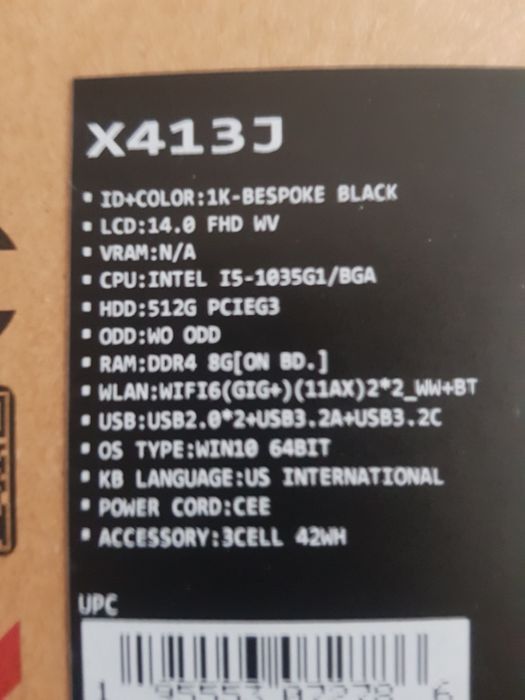 X413J
▪ ID+COLOR:1K-BESPOKE BLACK
▪ LCD:14.0 FHD WV
▪ VRAM:N/A
▪ CPU:INTEL I5-1035G1/BGA
▪ HDD:512G PCIEG3
▪ ODD:WO ODD
▪ RAM:DDR4 8G[ON BD.]
▪ WLAN:WIFI6(GIG+)(11AX)2*2_WW+BT
▪ USB:USB2.0*2+USB3.2A+USB3.2C
▪ OS TYPE:WIN10 64BIT
▪ KB LANGUAGE:US INTERNATIONAL
▪ POWER CORD:CEE
▪ ACCESSORY:3CELL 42WH
UPC